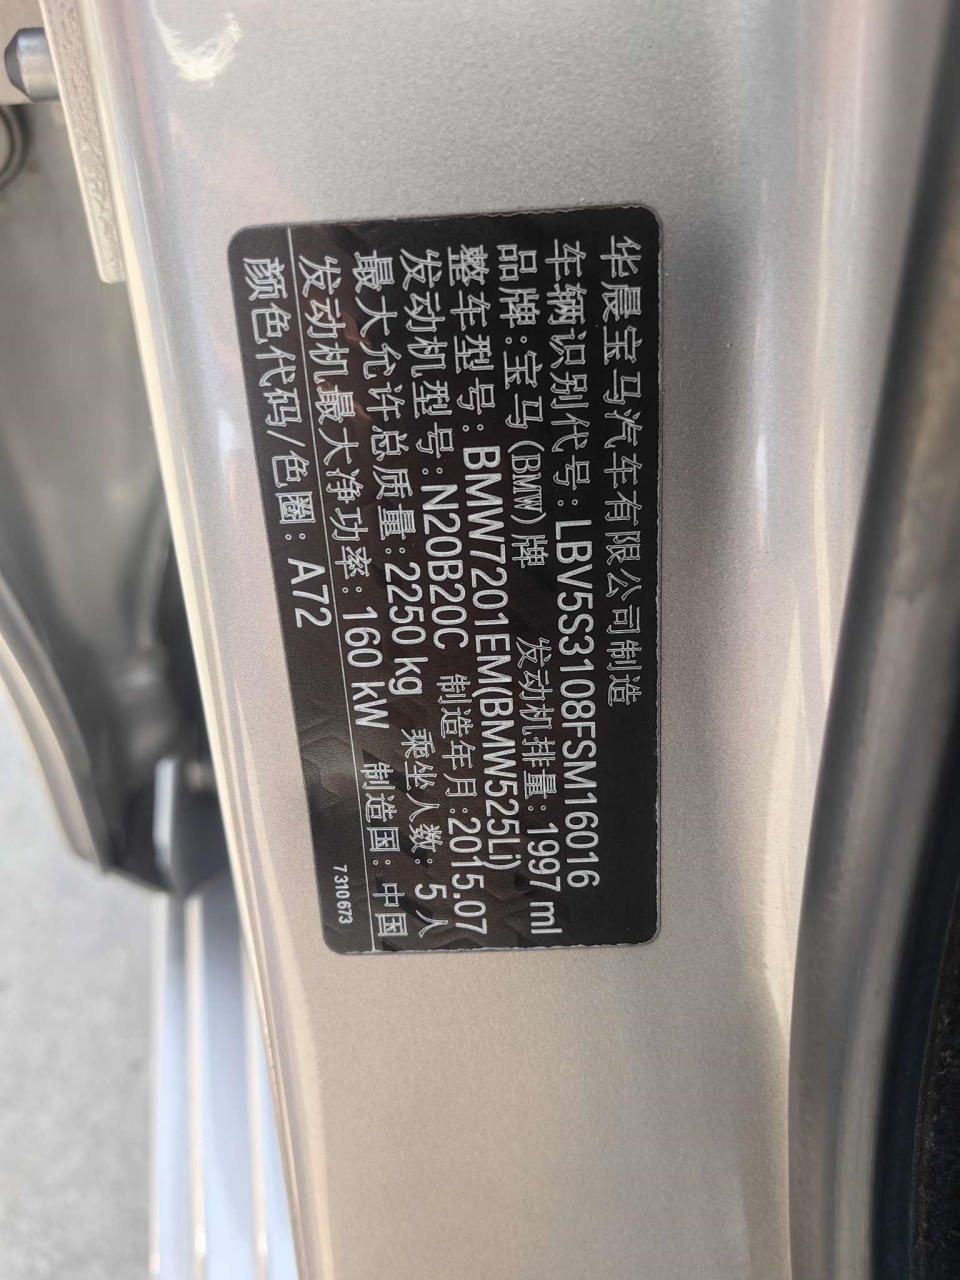 华晨宝马汽车有限公司制造
车辆识别代号:LBV5S3108FSM16016
品牌:宝马(BMW)牌 发动机排量:1997 ml
整车型号:BMW7201EM(BMW525Li)
发动机型号:N20B20C 制造年月:2015.07
最大允许总质量:2250 kg 乘坐人数: 5 人
发动机最大净功率:160 kW 制造国: 中国
颜色代码/色圈: A72
7310673